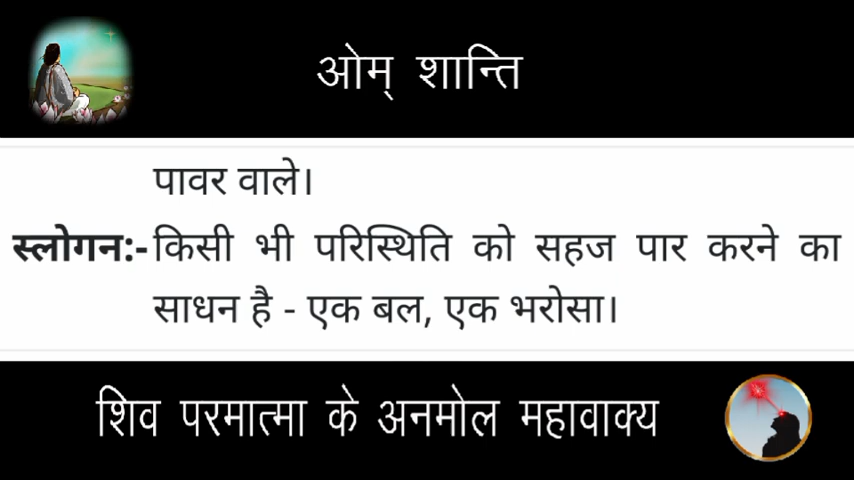 ओम् शान्ति
पावर वाले।
स्लोगन:- किसी भी परिस्थिति को सहज पार करने का
साधन है - एक बल, एक भरोसा।
शिव परमात्मा के अनमोल महावाक्य